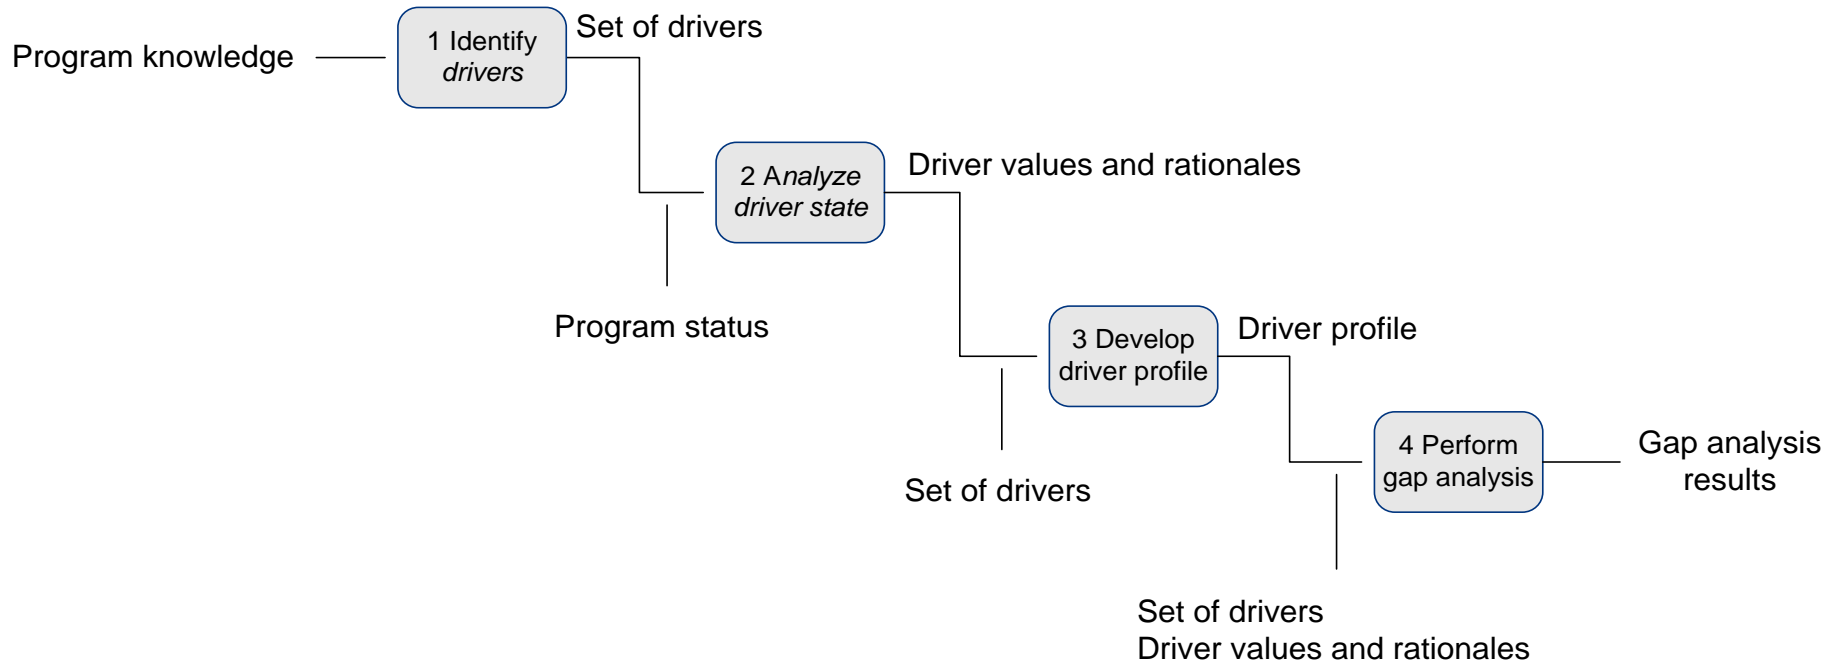 Program knowledge
1 Identify
drivers
Set of drivers
2 Analyze
driver state
Driver values and rationales
Program status
3 Develop
driver profile
Driver profile
Set of drivers
4 Perform
gap analysis
Gap analysis
results
Set of drivers
Driver values and rationales